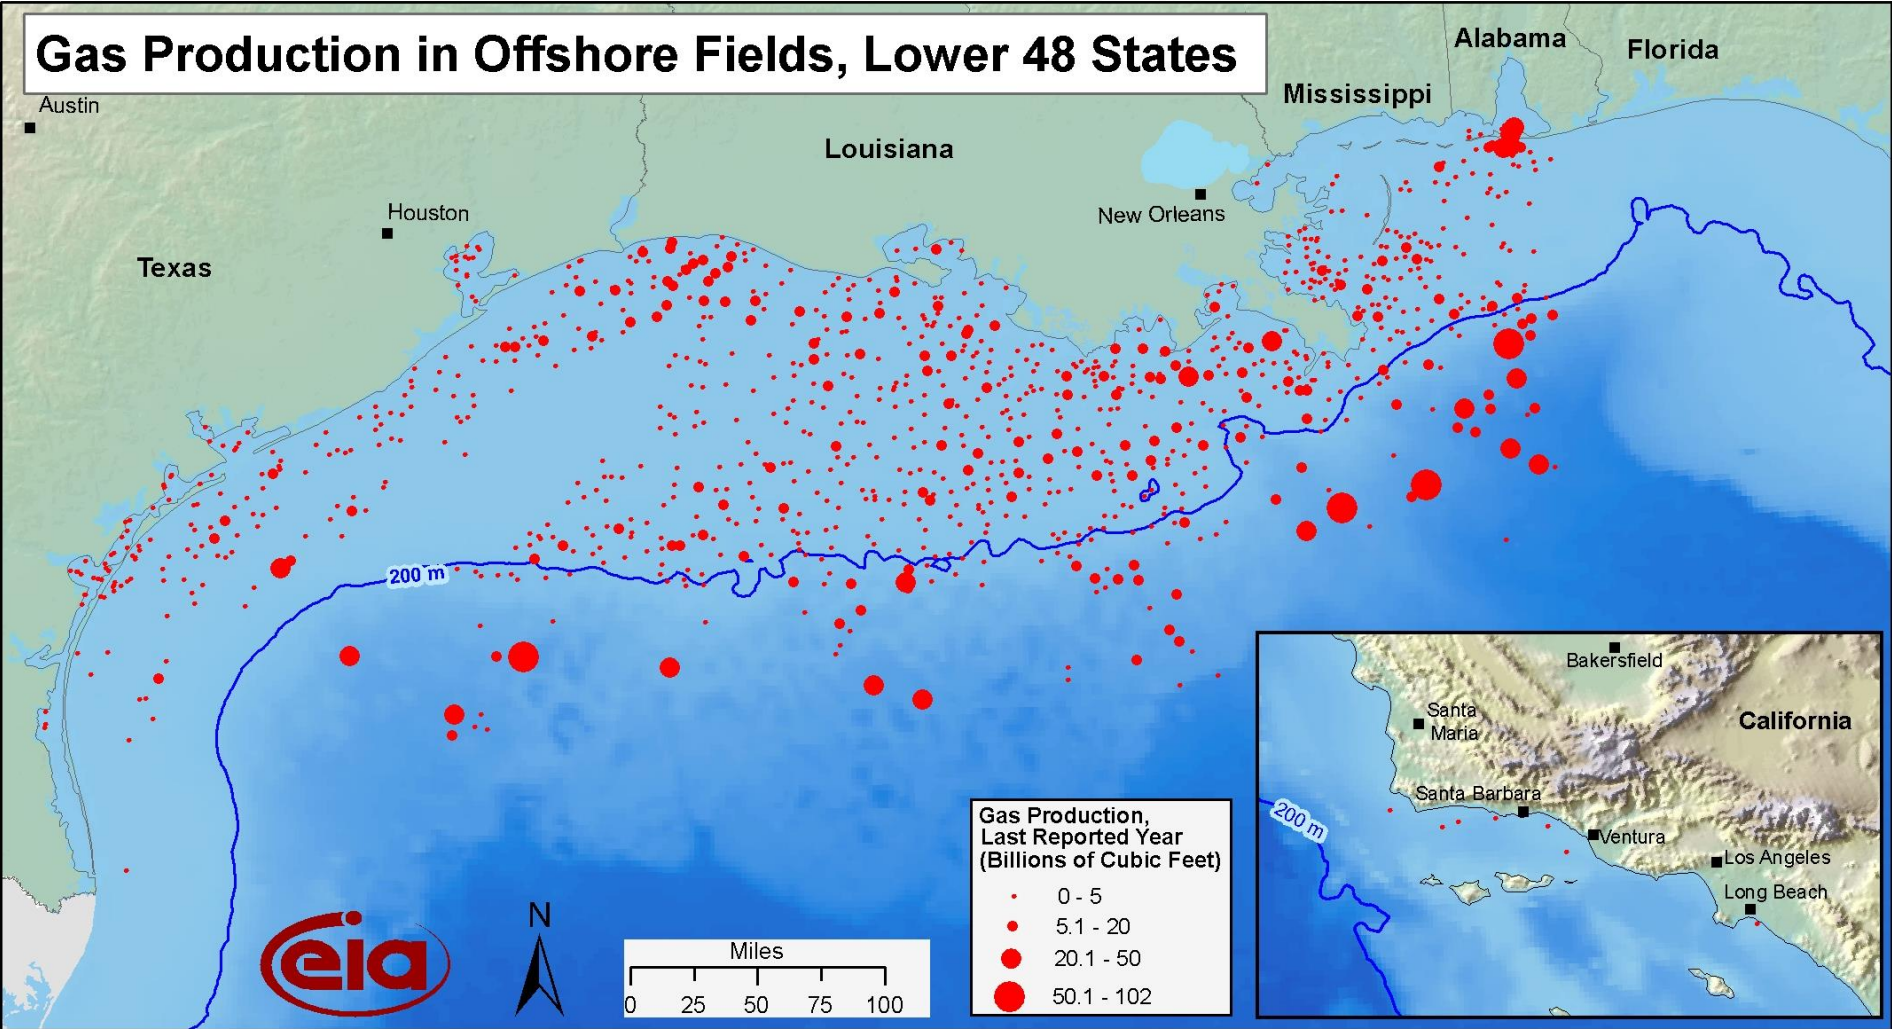 Gas Production in Offshore Fields, Lower 48 States
Alabama
Florida
Mississippi
Austin
Louisiana
New Orleans
Houston
Texas
200 m
Bakersfield
Santa
Maria
California
Santa Barbara
200 m
Ventura
Los Angeles
Long Beach
Gas Production,
Last Reported Year
(Billions of Cubic Feet)
0 - 5
5.1 - 20
20.1 - 50
50.1 - 102
eia
N
Miles
0 25 50 75 100